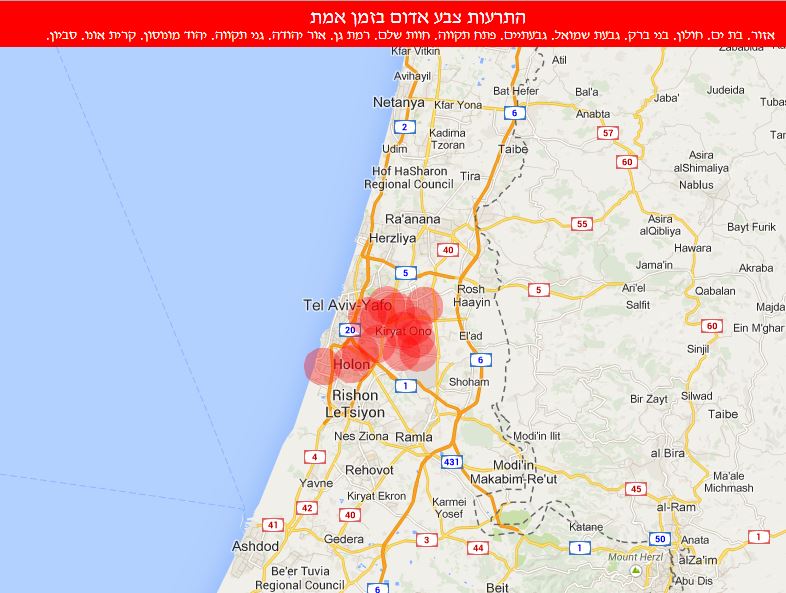 התרעות צבע אדום בזמן אמת
אזור. בת ים. חולון. בני ברק. גבעת שמואל. גבעתיים. פתח תקווה. חוות שלם. רמת גן. אור יהודה. גני תקווה. יהוד מונסון. קרית אונו. סביון.
Kfar Vitkin
Zababida
Atil
Avihayil
Bat Hefer
Bal'a
Jaba'
Judeida
Netanya
Kfar Yona
6
Anabta
2
Kadima
Tzoran
57
Udim
Taibe
60
Asira
alShimaliya
Hof HaSharon
Regional Council
Tira
Nablus
Ra'anana
55
Asira
alQibliya
Bayt Furik
Herzliya
40
Hawara
Jama'in
Akraba
5
Rosh
Haayin
5
Ari'el
Salfit
Qabalan
Majda
Tel Aviv-Yafo
20
Kiryat Ono
El'ad
60
Ein M'ghar
Sinjil
Holon
6
1
Shoham
Rishon
LeTsiyon
Bir Zayt
Silwad
Taibe
Nes Ziona
Ramla
Modi'in Ilit
4
431
al Bira
Rehovot
Modi'in
Makabim Re'ut
Yavne
45
Ma'ale
Michmash
Kiryat Ekron
42
40
Karmei
Yosef
al-Ram
41
Katane
Gedera
3
44
1
50
Anata
1
Ashdod
Mount Herzl
alZa'im
Be'er Tuvia
Regional Council
6
Beit
Abu Dis